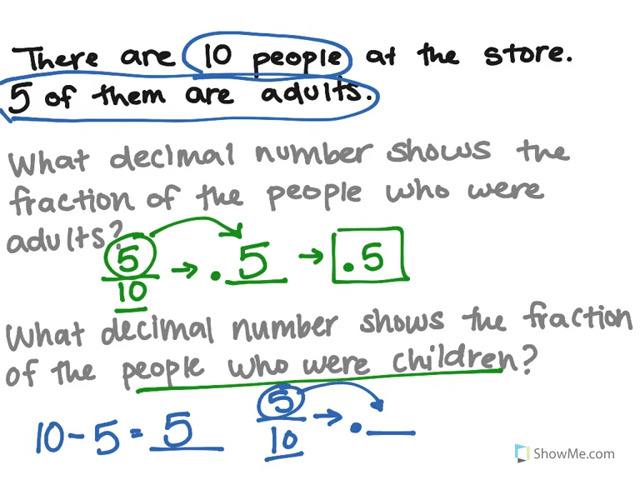 There are 10 people at the store.
5 of them are adults.
What decimal number shows the
fraction of the people who were
adults?
5/10 → .5 → .5
What decimal number shows the fraction
of the people who were children?
10-5=5 5/10 → .__
ShowMe.com